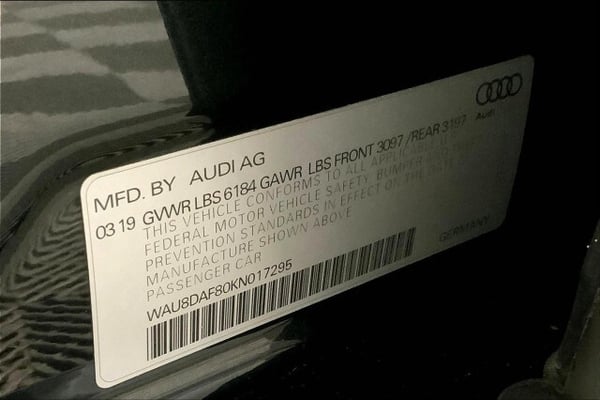 Audi
MFD. BY AUDI AG
03 19 GVWR LBS 6184 GAWR LBS FRONT 3097/REAR 3197
THIS VEHICLE CONFORMS TO ALL APPLICABLE U.S.
FEDERAL MOTOR VEHICLE SAFETY, BUMPER AND THEFT
PREVENTION STANDARDS IN EFFECT ON THE DATE OF
MANUFACTURE SHOWN ABOVE
PASSENGER CAR
GERMANY
WAU8DAF80KN017295